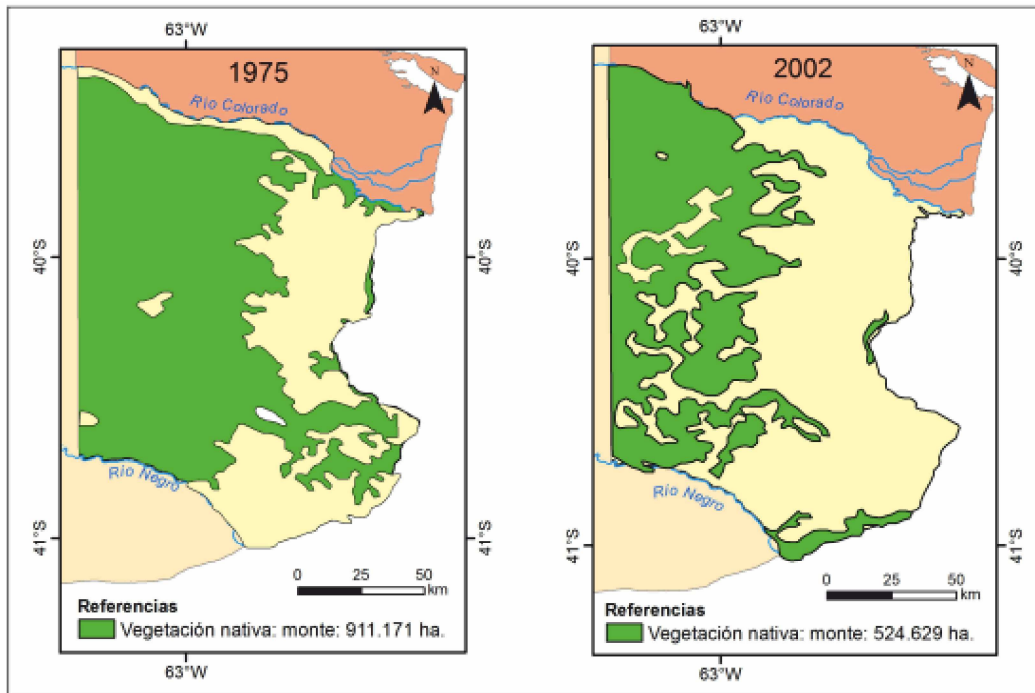 63°W
1975
N
Río Colorado
40°S
40°S
Río Negro
41°S
41°S
0 25 50
km
Referencias
Vegetación nativa: monte: 911.171 ha.
63°W
63°W
2002
N
Río Colorado
40°S
40°S
Río Negro
41°S
41°S
0 25 50
km
Referencias
Vegetación nativa: monte: 524.629 ha.
63°W